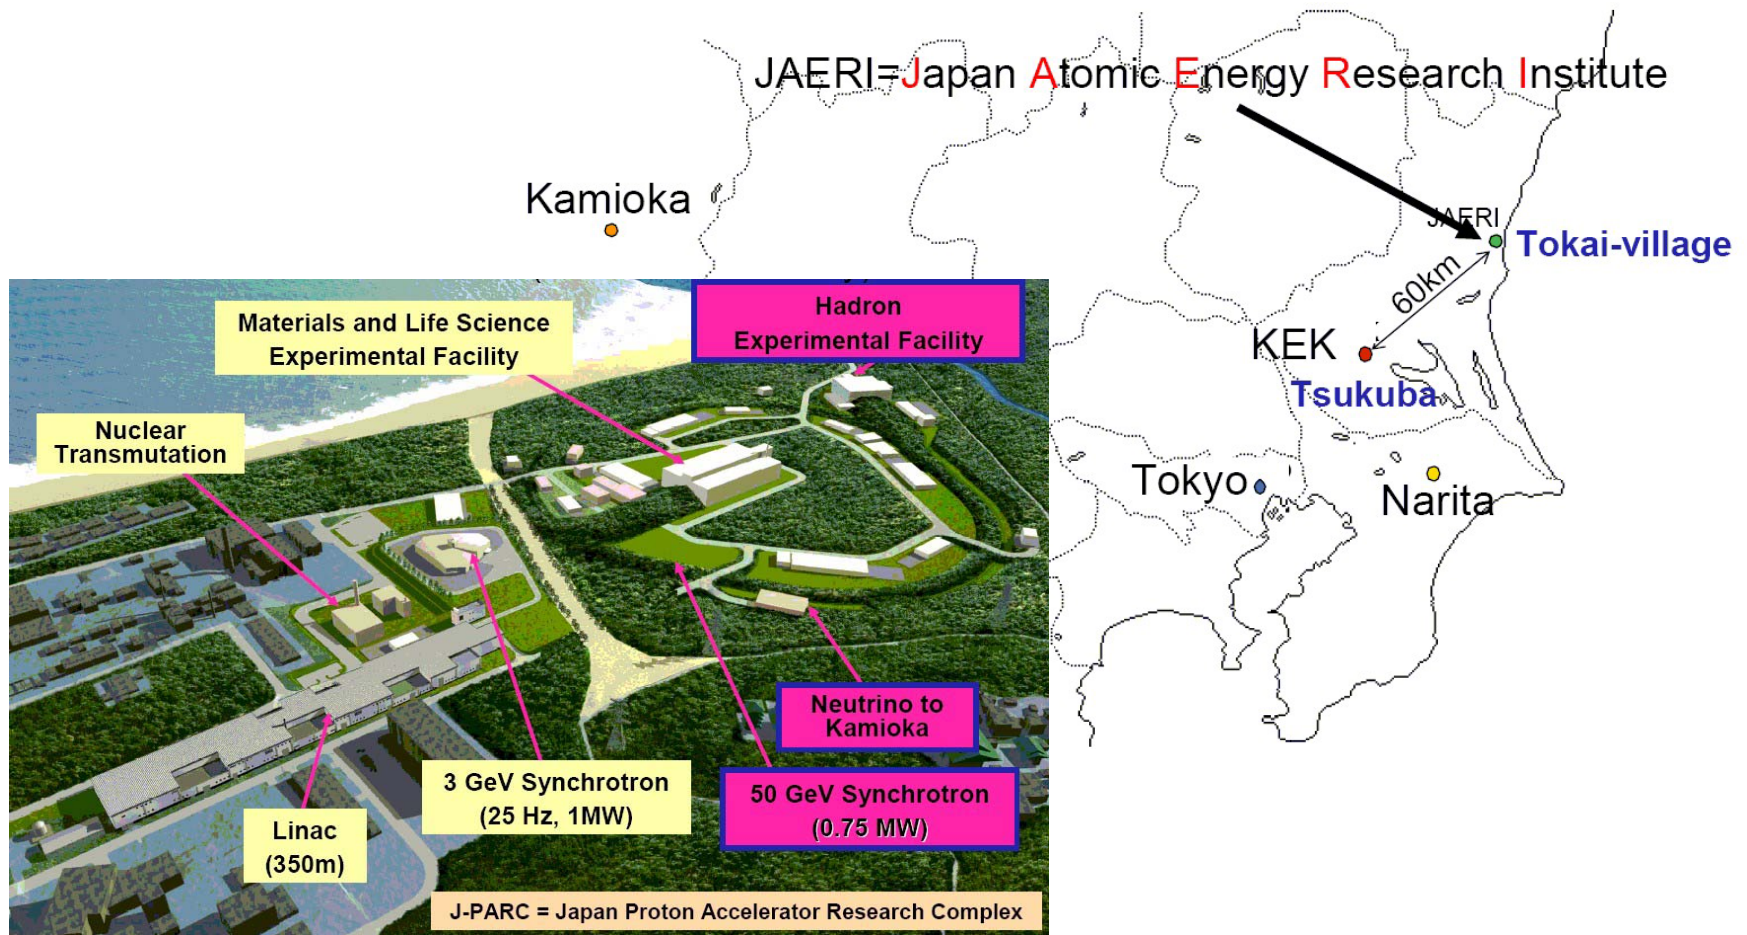 JAERI=Japan Atomic Energy Research Institute
Kamioka
JAERI
Tokai-village
60km
KEK
Tsukuba
Tokyo
Narita
Materials and Life Science
Experimental Facility
Hadron
Experimental Facility
Nuclear
Transmutation
Neutrino to
Kamioka
3 GeV Synchrotron
(25 Hz, 1MW)
50 GeV Synchrotron
(0.75 MW)
Linac
(350m)
J-PARC = Japan Proton Accelerator Research Complex